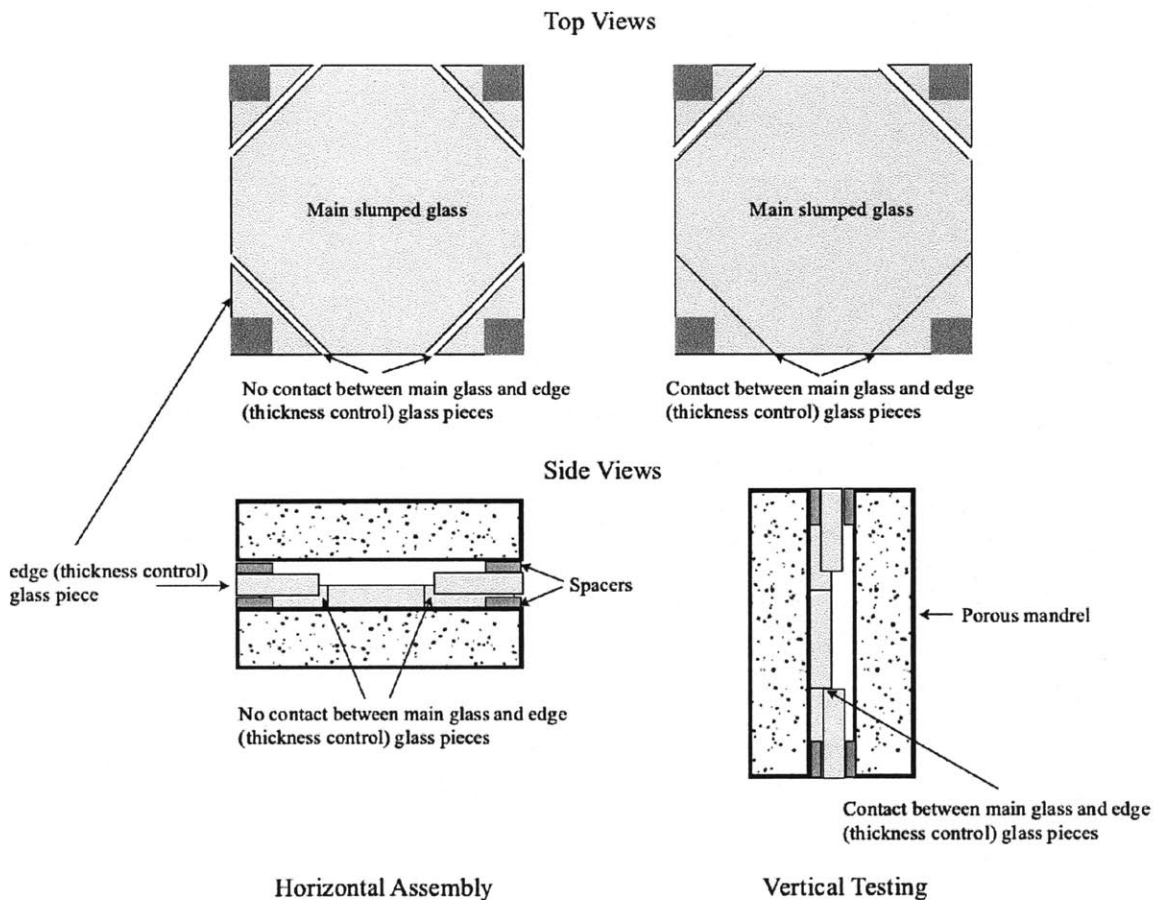 Top Views
Main slumped glass
Main slumped glass
No contact between main glass and edge
(thickness control) glass pieces
Contact between main glass and edge
(thickness control) glass pieces
Side Views
edge (thickness control)
glass piece
Spacers
Porous mandrel
No contact between main glass and edge
(thickness control) glass pieces
Contact between main glass and edge
(thickness control) glass pieces
Horizontal Assembly
Vertical Testing